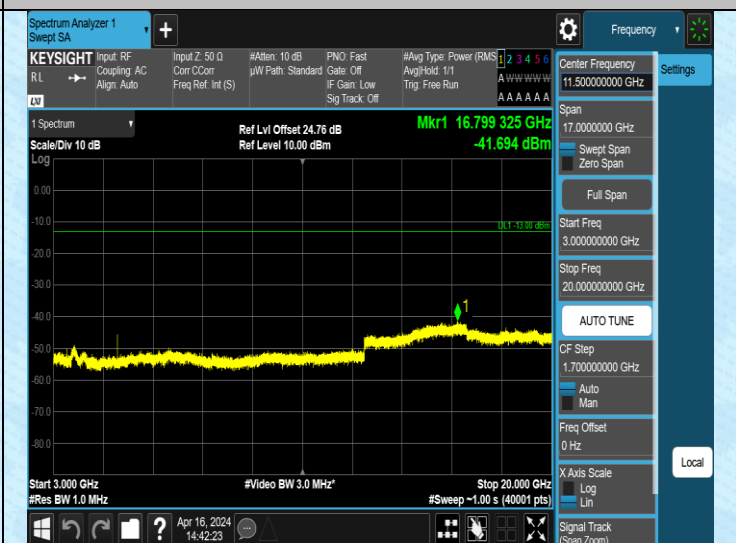 Spectrum Analyzer 1
Swept SA
Frequency
KEYSIGHT
RL
LXI
Input: RF
Coupling: AC
Align: Auto
Input Z: 50 Ω
Corr CCorr
Freq Ref: Int (S)
#Atten: 10 dB
µW Path: Standard
PNO: Fast
Gate: Off
IF Gain: Low
Sig Track: Off
#Avg Type: Power (RMS
Avg|Hold: 1/1
Trig: Free Run
1 2 3 4 5 6
A W W W W W
A A A A A A
1 Spectrum
Scale/Div 10 dB
Log
Ref Lvl Offset 24.76 dB
Ref Level 10.00 dBm
Mkr1 16.799 325 GHz
-41.694 dBm
0.00
-10.0
DL1 -13.00 dBm
-20.0
-30.0
-40.0
1
-50.0
-60.0
-70.0
-80.0
Start 3.000 GHz
#Res BW 1.0 MHz
#Video BW 3.0 MHz*
Stop 20.000 GHz
#Sweep ~1.00 s (40001 pts)
Apr 16, 2024
14:42:23
Center Frequency
11.500000000 GHz
Span
17.0000000 GHz
Swept Span
Zero Span
Full Span
Start Freq
3.000000000 GHz
Stop Freq
20.000000000 GHz
AUTO TUNE
CF Step
1.700000000 GHz
Auto
Man
Freq Offset
0 Hz
X Axis Scale
Log
Lin
Signal Track
(Span Zoom)
Settings
Local